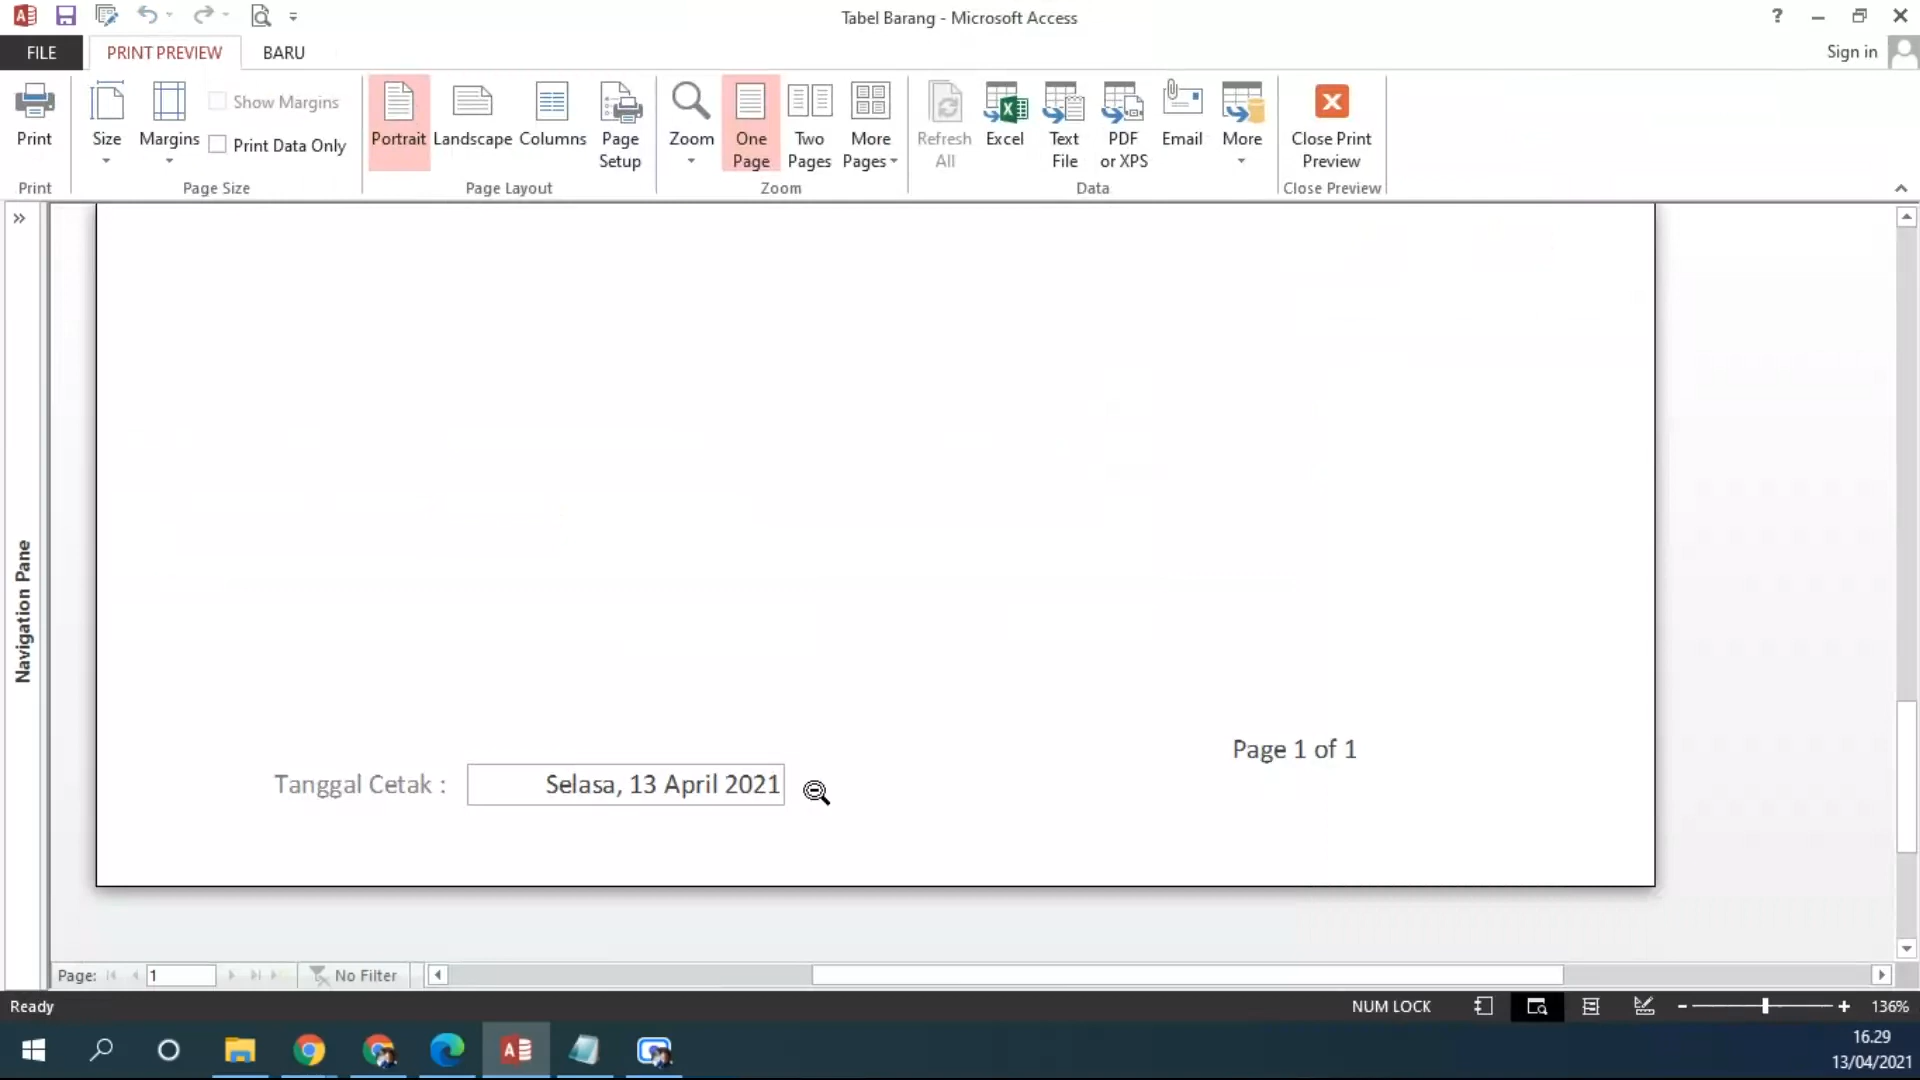 Tabel Barang - Microsoft Access
?
FILE
PRINT PREVIEW
BARU
Sign in
Print
Size
Margins
Show Margins
Print Data Only
Portrait
Landscape
Columns
Page
Setup
Zoom
One
Page
Two
Pages
More
Pages
Refresh
All
Excel
Text
File
PDF
or XPS
Email
More
Close Print
Preview
Print
Page Size
Page Layout
Zoom
Data
Close Preview
Navigation Pane
Page 1 of 1
Tanggal Cetak :
Selasa, 13 April 2021
Page:
1
No Filter
Ready
NUM LOCK
136%
16.29
13/04/2021